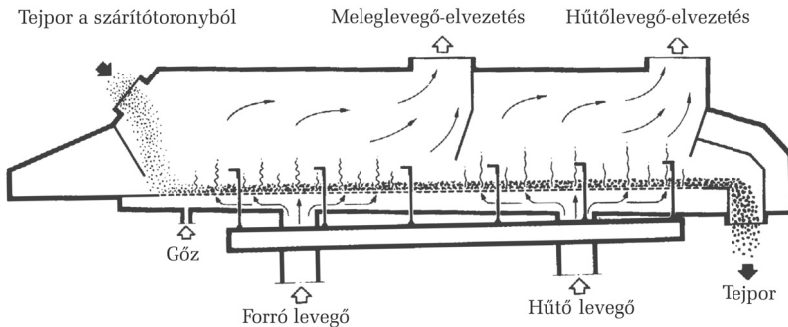 Tejpor a szárítótoronyból
Meleglevegő-elvezetés
Hűtőlevegő-elvezetés
Gőz
Forró levegő
Hűtő levegő
Tejpor